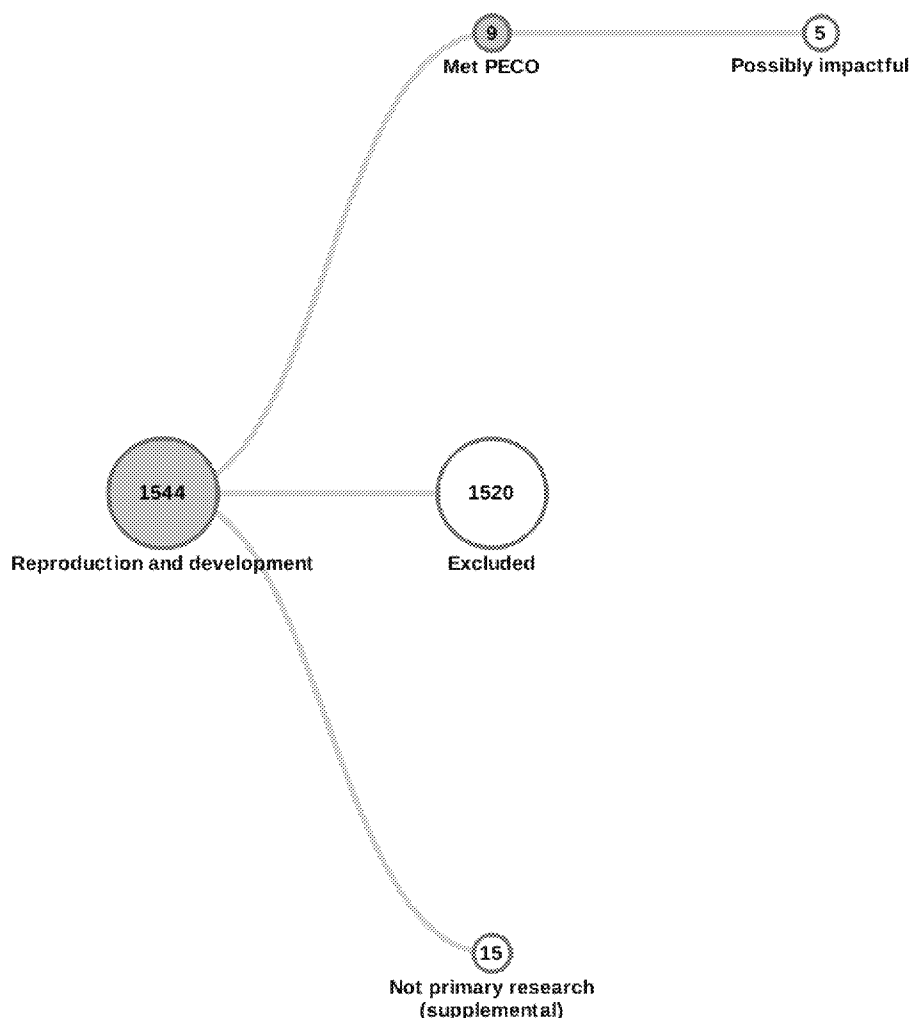 9
Met PECO
5
Possibly impactful
1544
Reproduction and development
1520
Excluded
15
Not primary research
(supplemental)